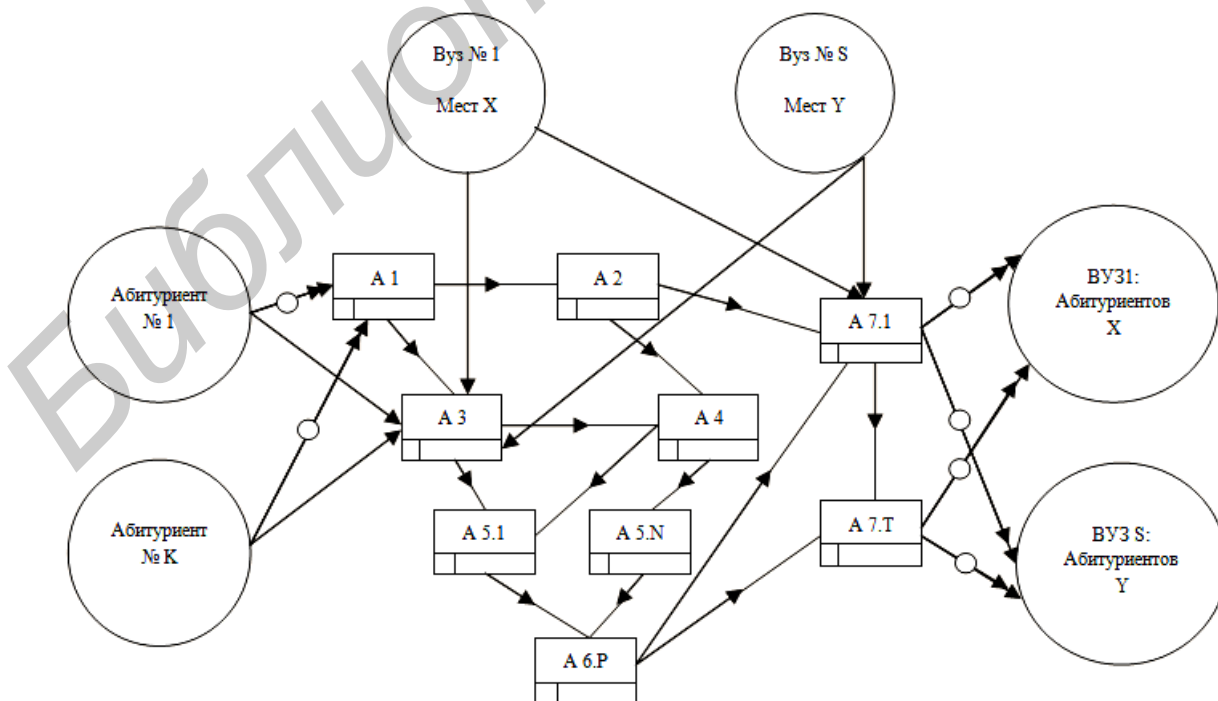 Вуз № 1
Мест X
Вуз № S
Мест Y
Абитуриент
№ 1
А 1
А 2
А 7.1
ВУЗ1:
Абитуриентов
X
А 3
А 4
Абитуриент
№ K
А 5.1
А 5.N
А 7.T
ВУЗ S:
Абитуриентов
Y
А 6.P
Библиот